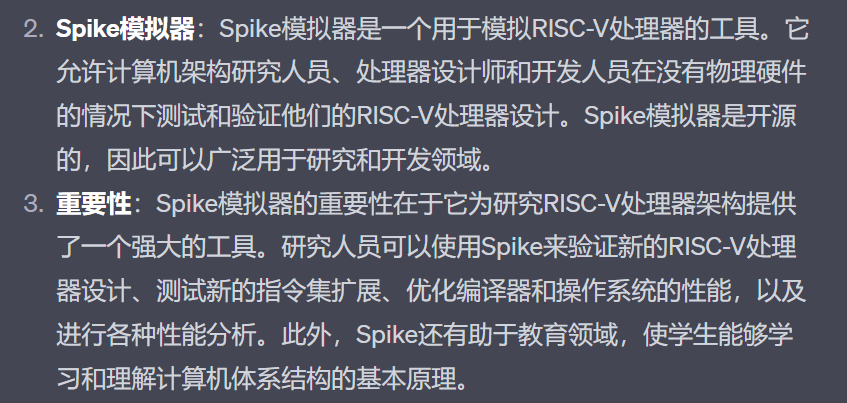 2. Spike模拟器：Spike模拟器是一个用于模拟RISC-V处理器的工具。它
允许计算机架构研究人员、处理器设计师和开发人员在没有物理硬件
的情况下测试和验证他们的RISC-V处理器设计。Spike模拟器是开源
的，因此可以广泛用于研究和开发领域。
3. 重要性：Spike模拟器的重要性在于它为研究RISC-V处理器架构提供
了一个强大的工具。研究人员可以使用Spike来验证新的RISC-V处理
器设计、测试新的指令集扩展、优化编译器和操作系统的性能，以及
进行各种性能分析。此外，Spike还有助于教育领域，使学生能够学
习和理解计算机体系结构的基本原理。